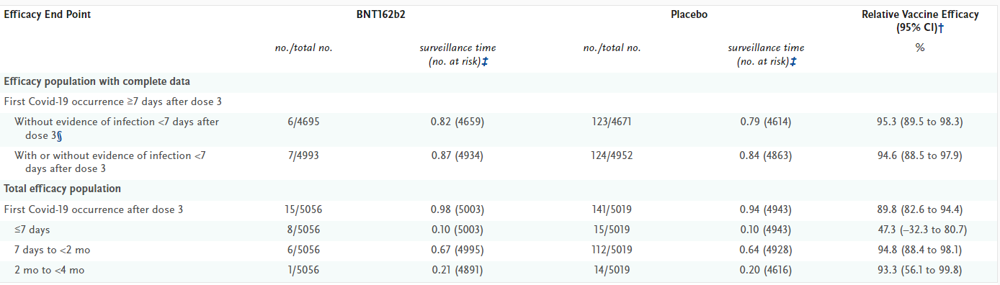 Efficacy End Point BNT162b2 Placebo Relative Vaccine Efficacy
(95% CI)†
no./total no. surveillance time no./total no. surveillance time %
(no. at risk)‡ (no. at risk)‡
Efficacy population with complete data
First Covid-19 occurrence ≥7 days after dose 3
Without evidence of infection <7 days after 6/4695 0.82 (4659) 123/4671 0.79 (4614) 95.3 (89.5 to 98.3)
dose 3§
With or without evidence of infection <7 7/4993 0.87 (4934) 124/4952 0.84 (4863) 94.6 (88.5 to 97.9)
days after dose 3
Total efficacy population
First Covid-19 occurrence after dose 3 15/5056 0.98 (5003) 141/5019 0.94 (4943) 89.8 (82.6 to 94.4)
≤7 days 8/5056 0.10 (5003) 15/5019 0.10 (4943) 47.3 (–32.3 to 80.7)
7 days to <2 mo 6/5056 0.67 (4995) 112/5019 0.64 (4928) 94.8 (88.4 to 98.1)
2 mo to <4 mo 1/5056 0.21 (4891) 14/5019 0.20 (4616) 93.3 (56.1 to 99.8)